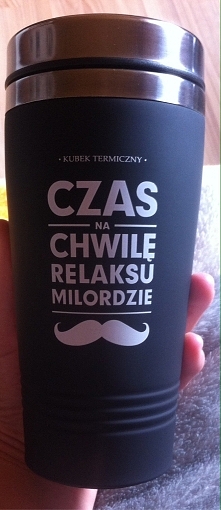 • KUBEK TERMICZNY •
CZAS
NA
CHWILĘ
RELAKSU
MILORDZIE